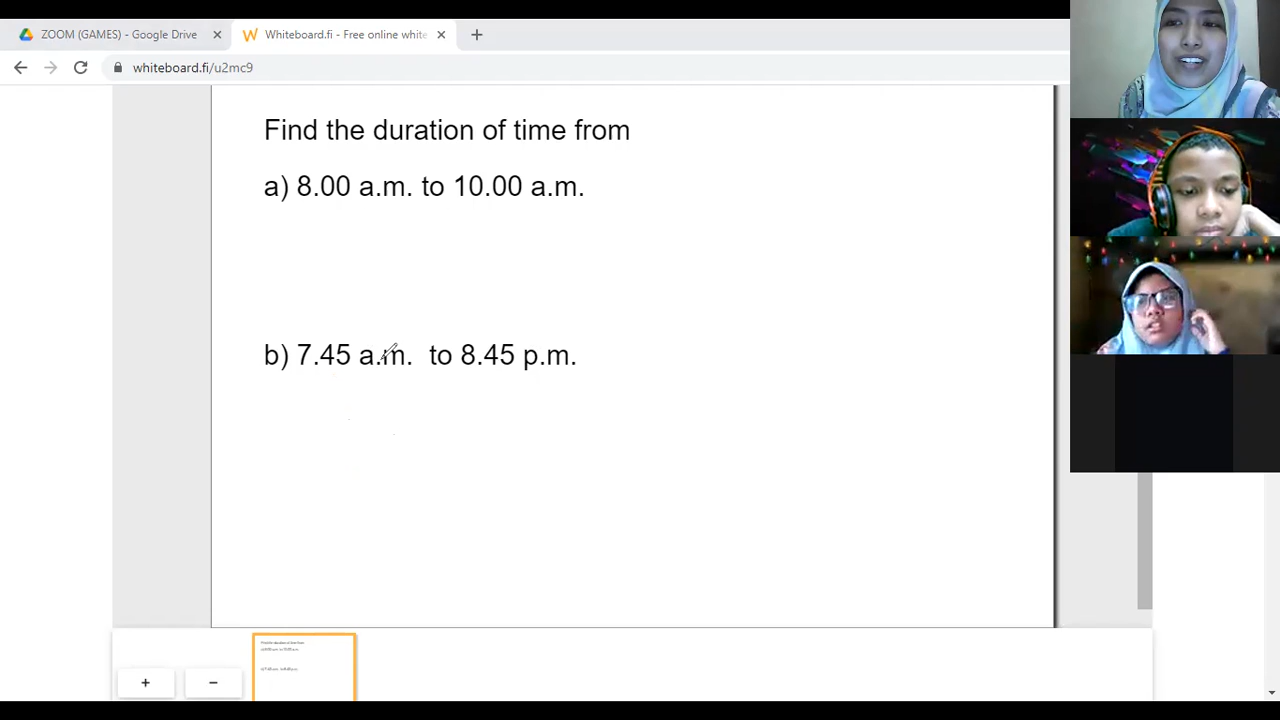 ZOOM (GAMES) - Google Drive
Whiteboard.fi - Free online white
whiteboard.fi/u2mc9
Find the duration of time from
a) 8.00 a.m. to 10.00 a.m.
b) 7.45 a.m. to 8.45 p.m.